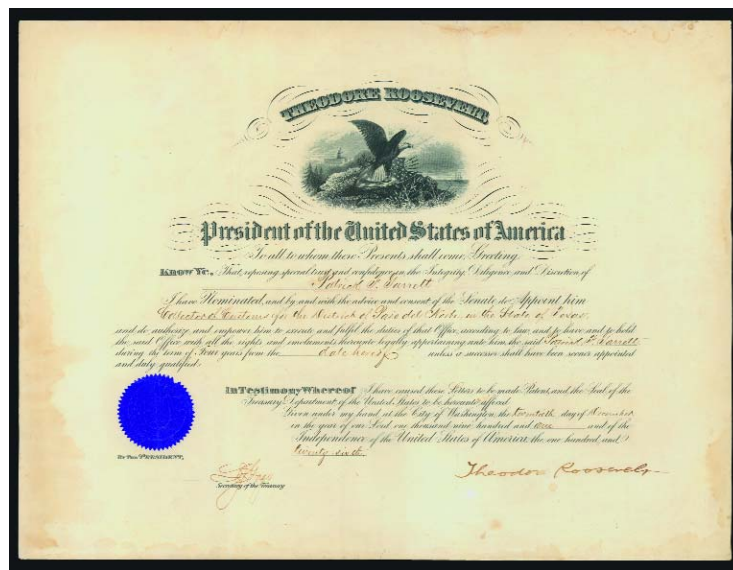 THEODORE ROOSEVELT,
President of the United States of America
To all to whom these Presents shall come, Greeting:
Know Ye, That, reposing special trust and confidence in the Integrity, Diligence, and Discretion of
Patrick F. Garrett
I have Nominated, and by and with the advice and consent of the Senate do Appoint him
Collector of Customs for the District of Paso del Norte, in the State of Texas,
and do authorize and empower him to execute and fulfil the duties of that Office, according to law, and to have and to hold
the said Office with all the rights and emoluments thereunto legally appertaining unto him, the said Patrick F. Garrett
during the term of Four years from the date hereof unless a successor shall have been sooner appointed
and duly qualified.
In Testimony Whereof I have caused these Letters to be made Patent, and the Seal of the
Treasury Department of the United States to be hereunto affixed
Given under my hand, at the City of Washington, the twentieth day of December
in the year of our Lord one thousand nine hundred and one and of the
Independence of the United States of America, the one hundred and
twenty-sixth.
By the PRESIDENT,
Secretary of the Treasury
Theodore Roosevelt